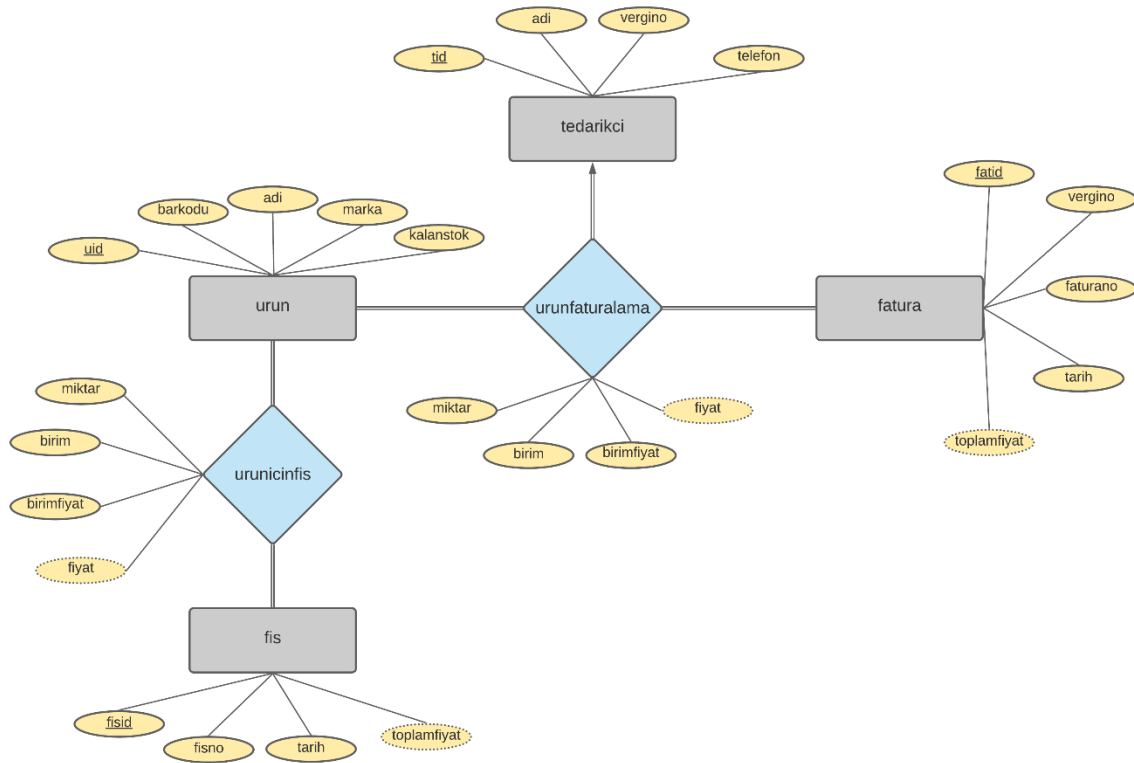 adi
vergino
tid
telefon
tedarikci
fatid
vergino
barkodu
adi
marka
kalanstok
uid
faturano
urun
urunfaturalama
fatura
tarih
miktar
miktar
fiyat
birim
birim
birimfiyat
toplamfiyat
urunicinfis
birimfiyat
fiyat
fis
fisid
fisno
tarih
toplamfiyat